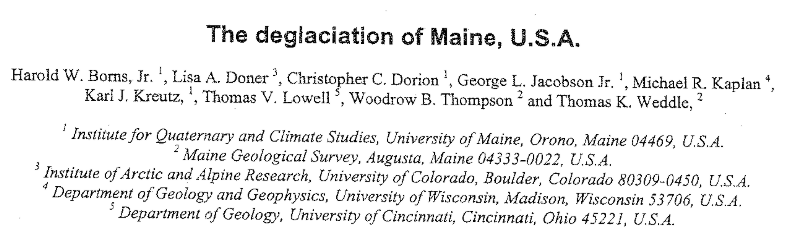 The deglaciation of Maine, U.S.A.
Harold W. Borns, Jr. ¹, Lisa A. Doner ³, Christopher C. Dorion ¹, George L. Jacobson Jr. ¹, Michael R. Kaplan ⁴,
Karl J. Kreutz, ¹, Thomas V. Lowell ⁵, Woodrow B. Thompson ² and Thomas K. Weddle, ²
¹ Institute for Quaternary and Climate Studies, University of Maine, Orono, Maine 04469, U.S.A.
² Maine Geological Survey, Augusta, Maine 04333-0022, U.S.A.
³ Institute of Arctic and Alpine Research, University of Colorado, Boulder, Colorado 80309-0450, U.S.A.
⁴ Department of Geology and Geophysics, University of Wisconsin, Madison, Wisconsin 53706, U.S.A.
⁵ Department of Geology, University of Cincinnati, Cincinnati, Ohio 45221, U.S.A.